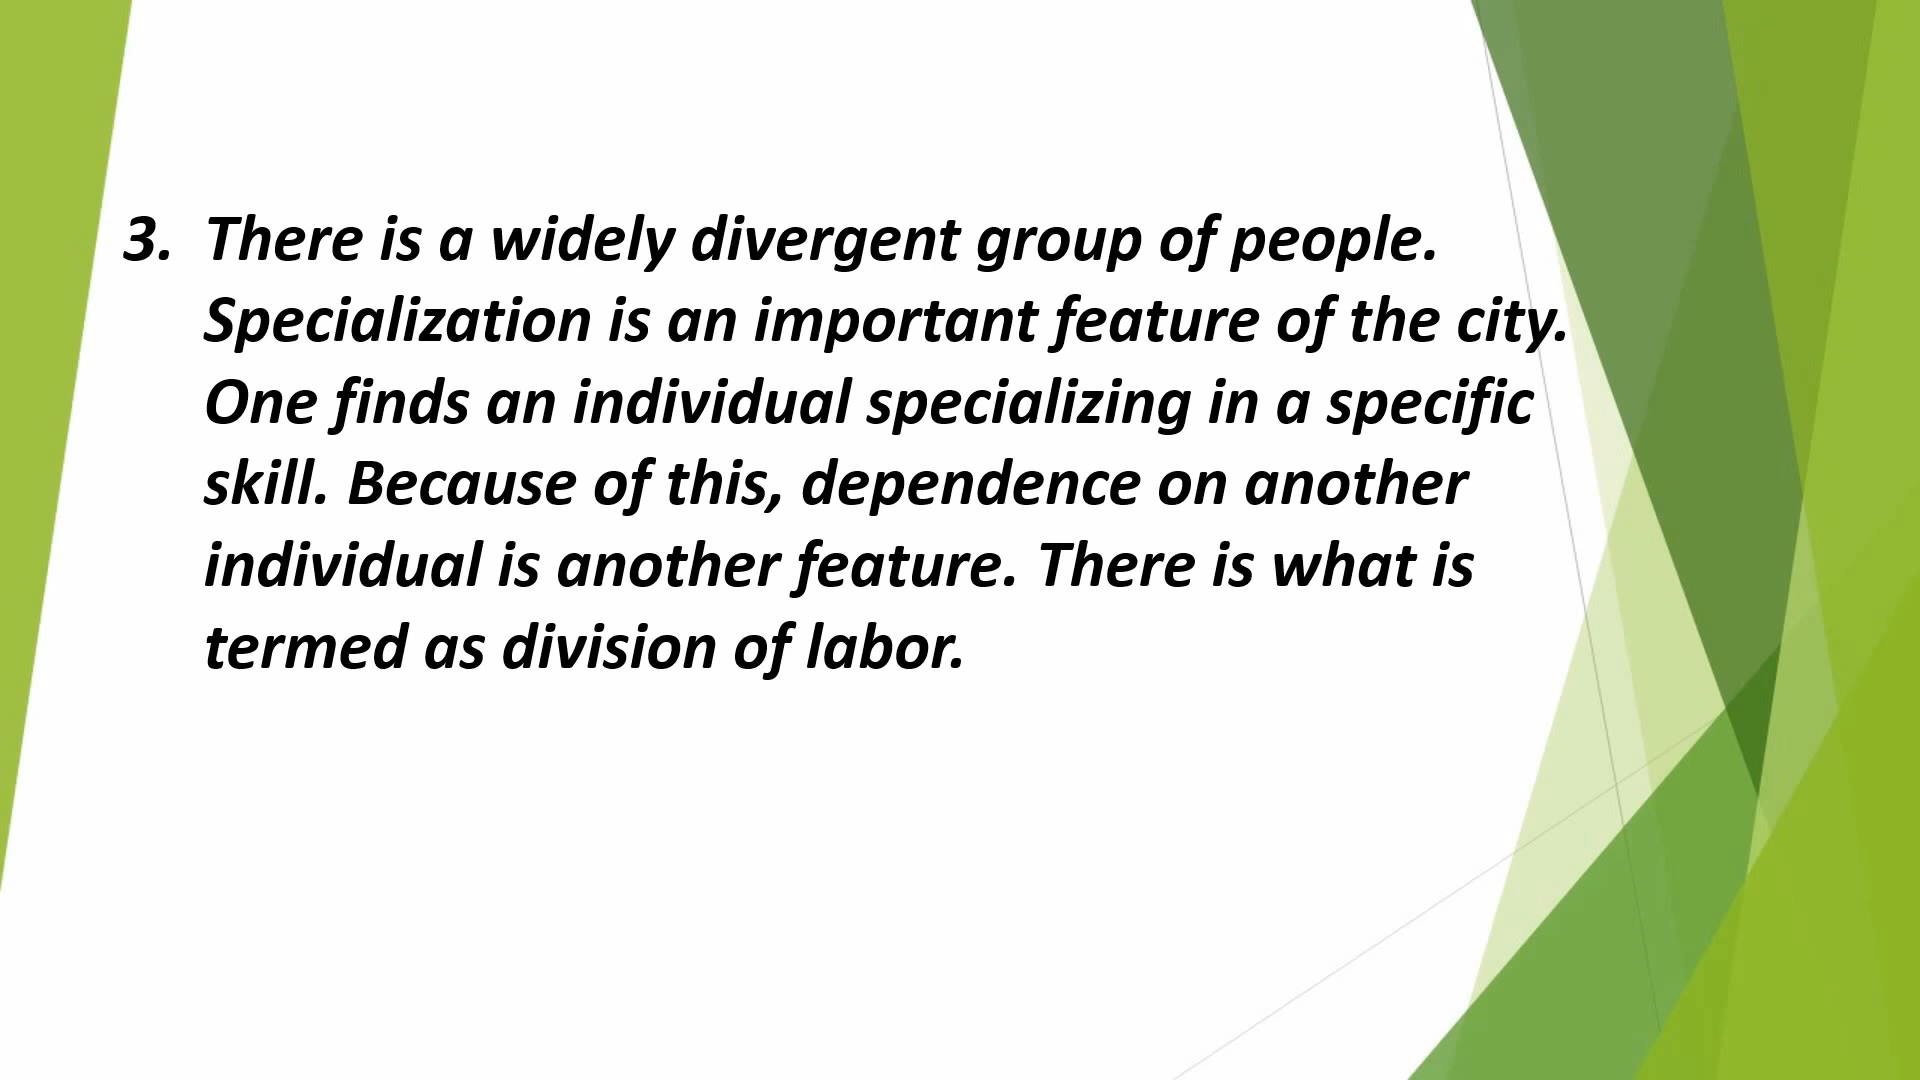 3. There is a widely divergent group of people.
Specialization is an important feature of the city.
One finds an individual specializing in a specific
skill. Because of this, dependence on another
individual is another feature. There is what is
termed as division of labor.